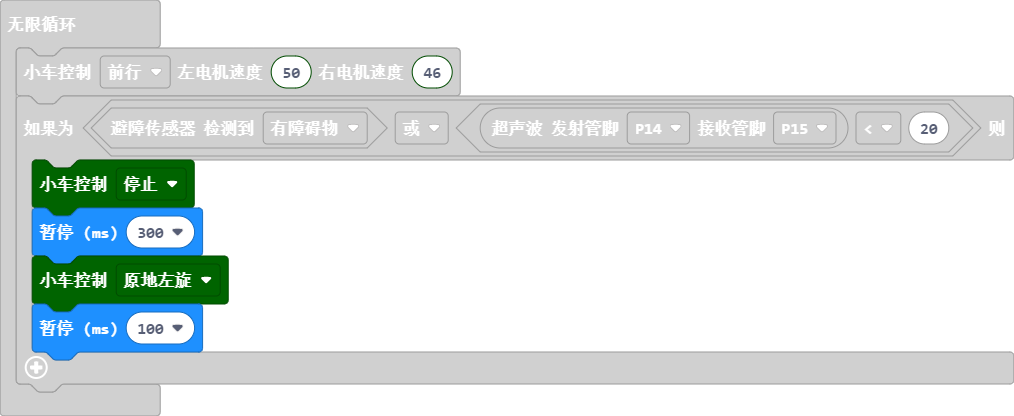 无限循环
小车控制 前行 左电机速度 50 右电机速度 46
如果为 避障传感器 检测到 有障碍物 或 超声波 发射管脚 P14 接收管脚 P15 < 20 则
小车控制 停止
暂停 (ms) 300
小车控制 原地左旋
暂停 (ms) 100